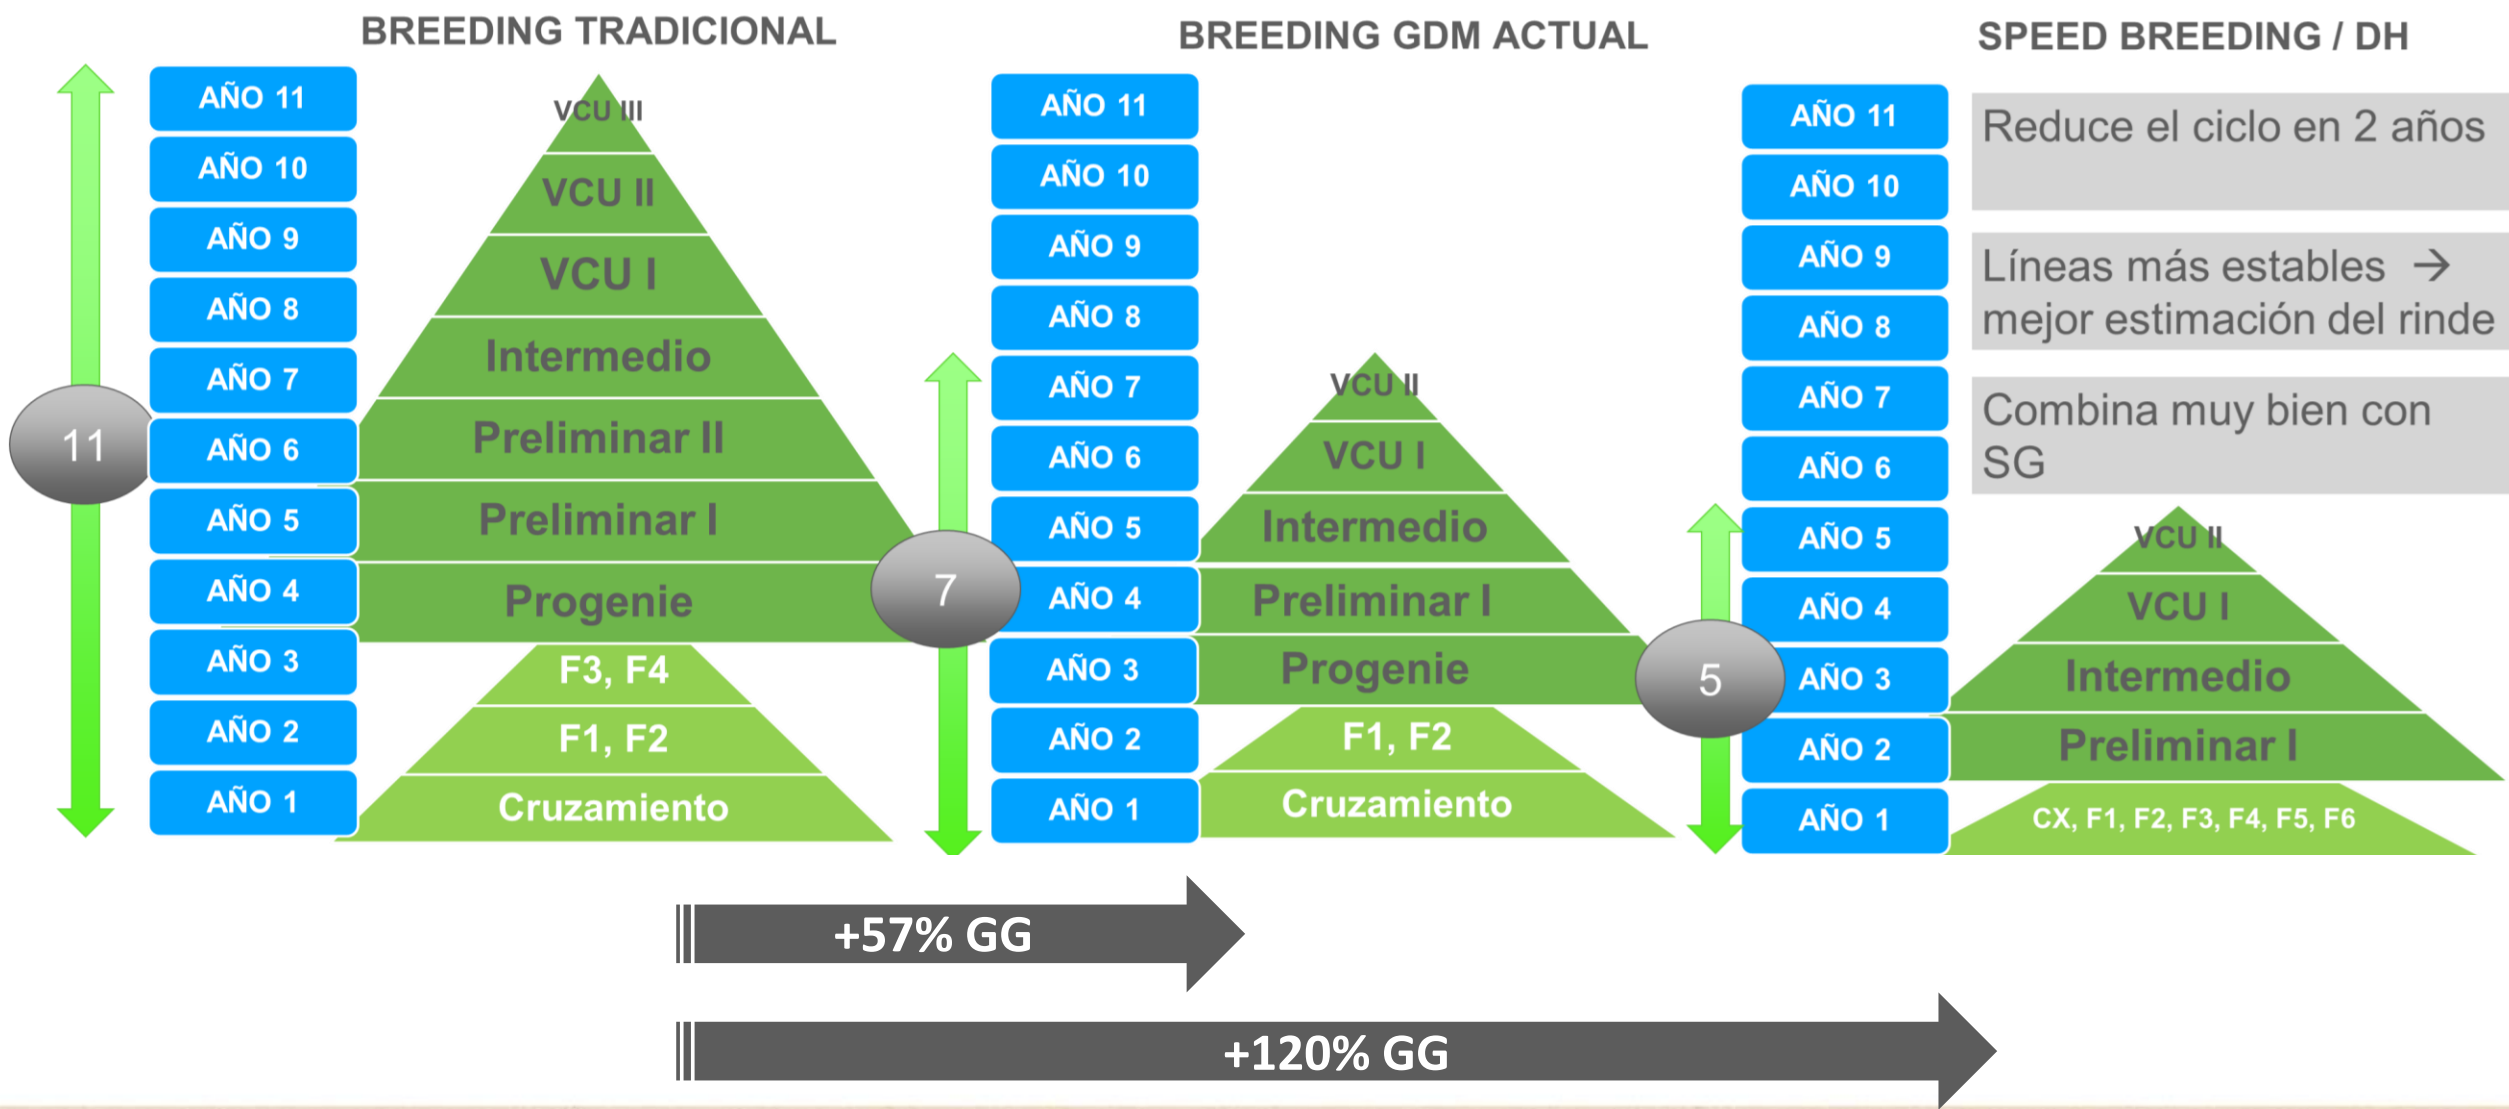 BREEDING TRADICIONAL
AÑO 11
AÑO 10
AÑO 9
AÑO 8
AÑO 7
AÑO 6
AÑO 5
AÑO 4
AÑO 3
AÑO 2
AÑO 1
11
VCU III
VCU II
VCU I
Intermedio
Preliminar II
Preliminar I
Progenie
F3, F4
F1, F2
Cruzamiento
BREEDING GDM ACTUAL
AÑO 11
AÑO 10
AÑO 9
AÑO 8
AÑO 7
AÑO 6
AÑO 5
AÑO 4
AÑO 3
AÑO 2
AÑO 1
7
VCU II
VCU I
Intermedio
Preliminar I
Progenie
F1, F2
Cruzamiento
SPEED BREEDING / DH
AÑO 11
AÑO 10
AÑO 9
AÑO 8
AÑO 7
AÑO 6
AÑO 5
AÑO 4
AÑO 3
AÑO 2
AÑO 1
5
Reduce el ciclo en 2 años
Líneas más estables →
mejor estimación del rinde
Combina muy bien con
SG
VCU II
VCU I
Intermedio
Preliminar I
CX, F1, F2, F3, F4, F5, F6
+57% GG
+120% GG